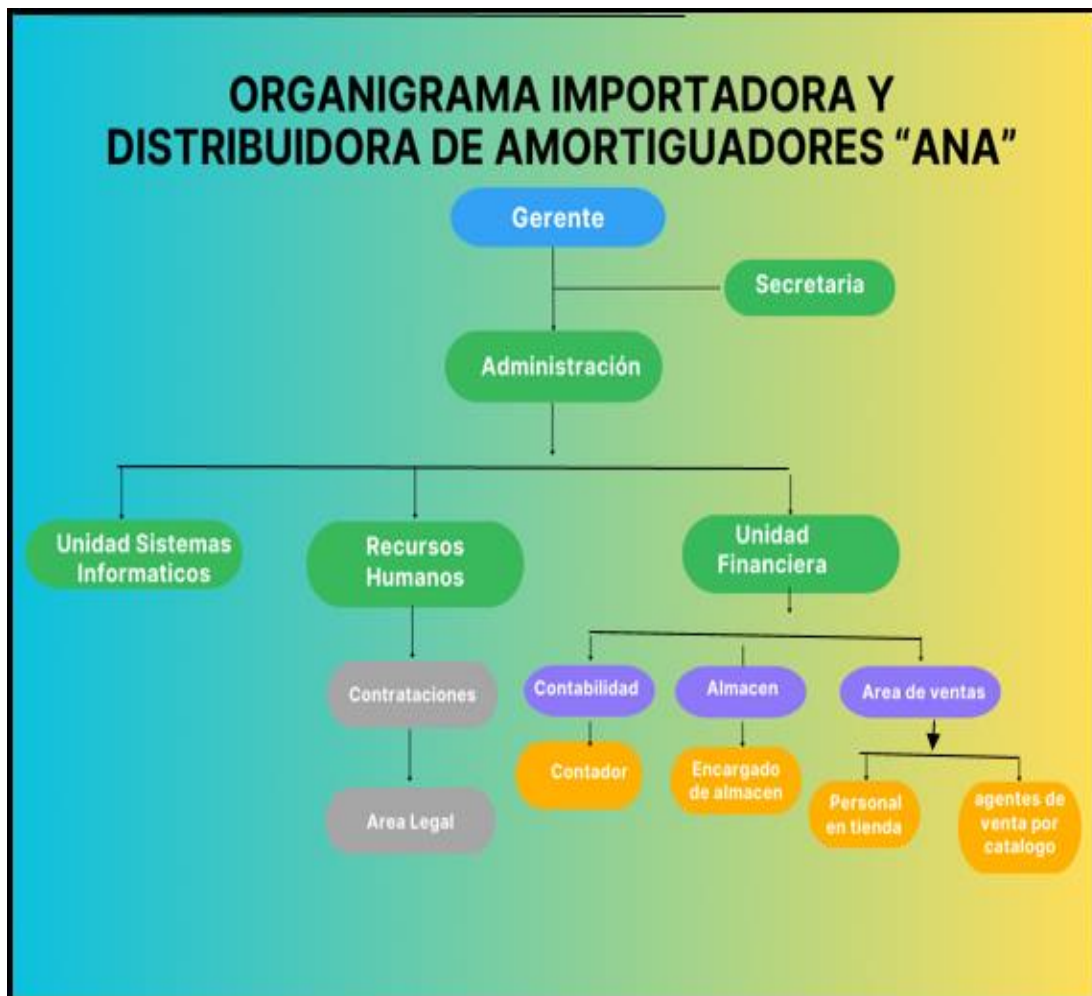 ORGANIGRAMA IMPORTADORA Y
DISTRIBUIDORA DE AMORTIGUADORES “ANA”
Gerente
Secretaria
Administración
Unidad Sistemas
Informaticos
Recursos
Humanos
Unidad
Financiera
Contrataciones
Contabilidad
Almacen
Area de ventas
Contador
Encargado
de almacen
Personal
en tienda
agentes de
venta por
catalogo
Area Legal